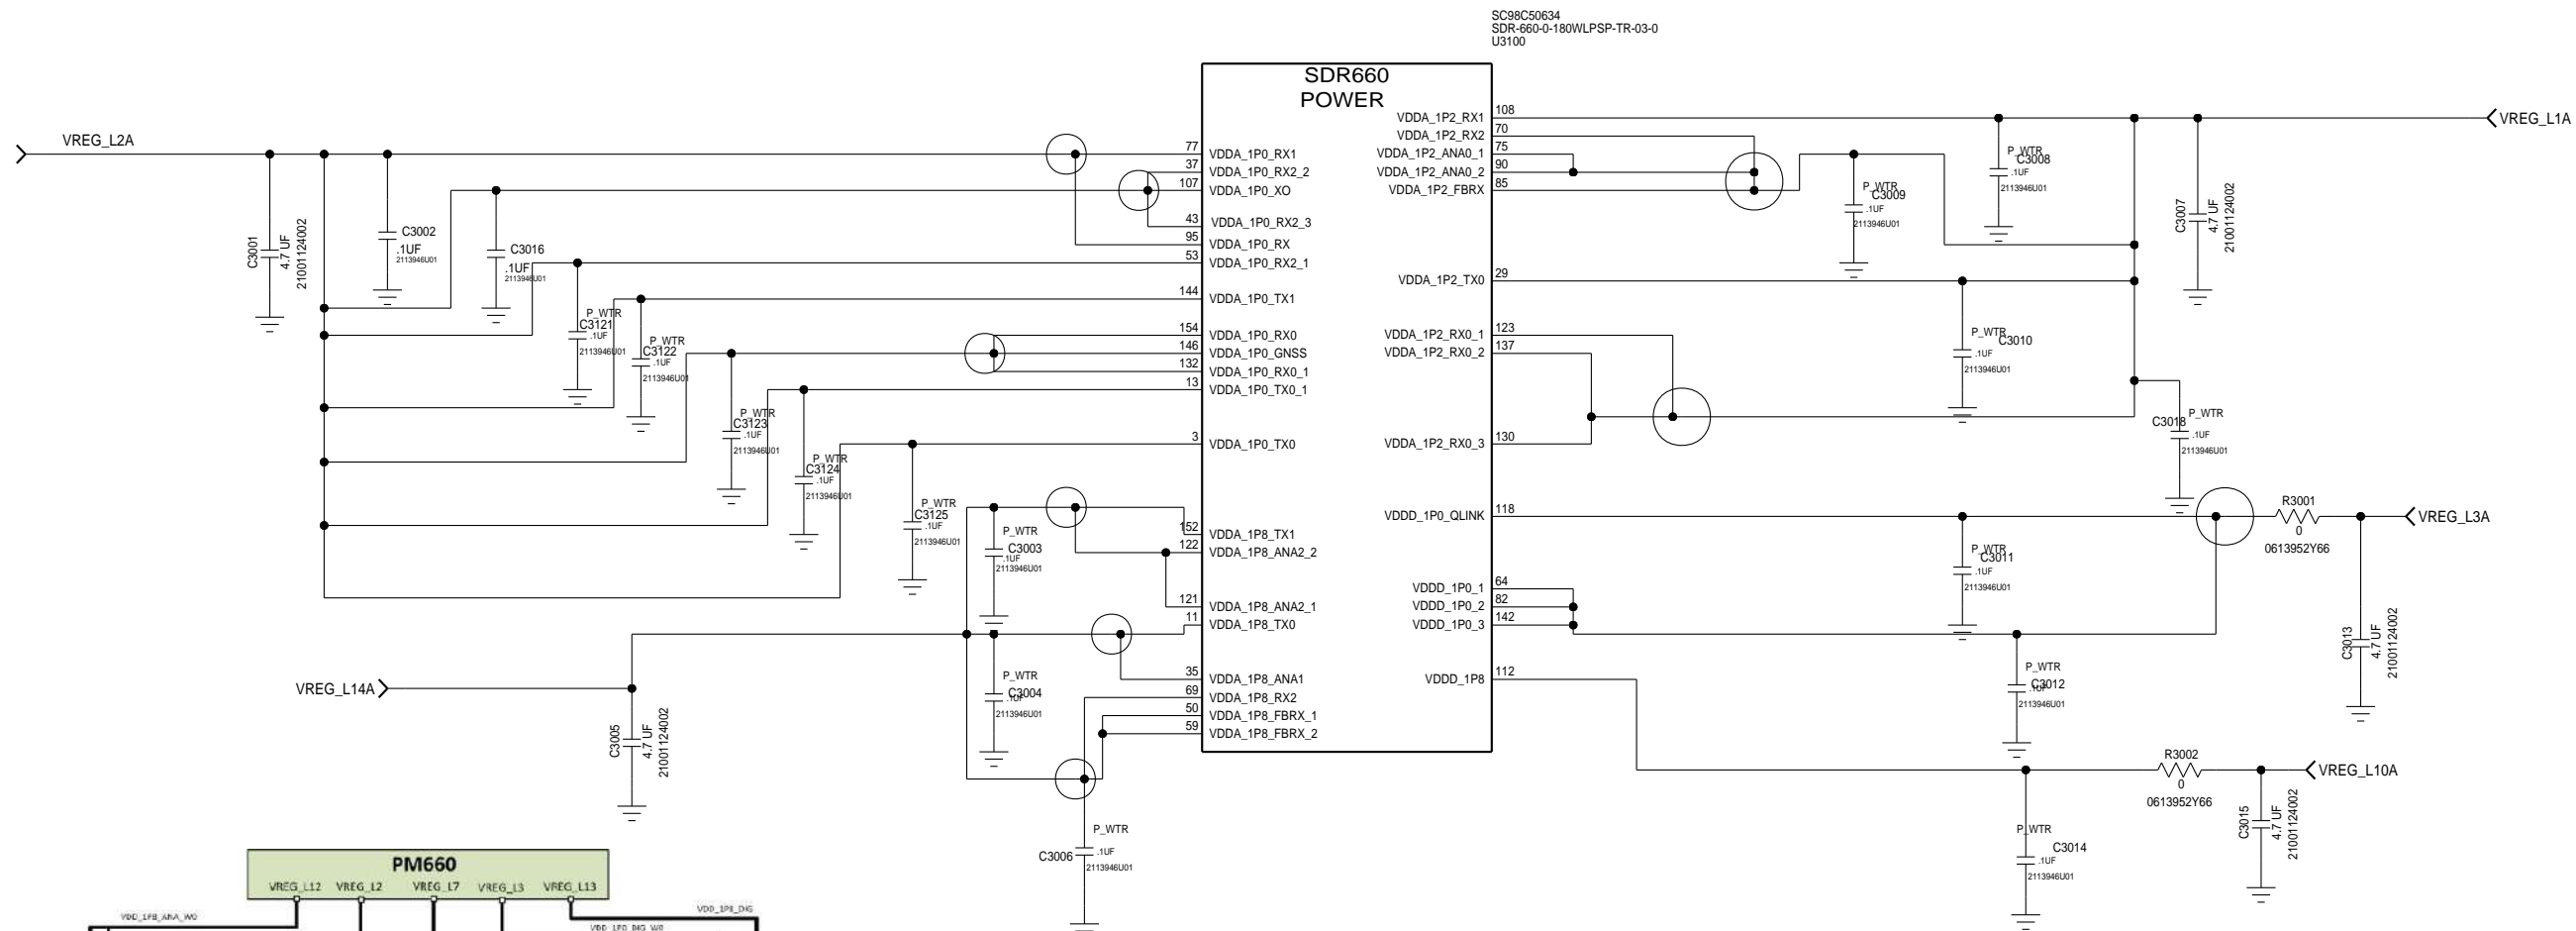 SC98C50634
SDR-660-0-180WLPSP-TR-03-0
U3100
SDR660
POWER
VREG_L2A
VREG_L1A
77 VDDA_1P0_RX1
37 VDDA_1P0_RX2_2
107 VDDA_1P0_XO
43 VDDA_1P0_RX2_3
95 VDDA_1P0_RX
53 VDDA_1P0_RX2_1
144 VDDA_1P0_TX1
154 VDDA_1P0_RX0
146 VDDA_1P0_GNSS
132 VDDA_1P0_RX0_1
13 VDDA_1P0_TX0_1
3 VDDA_1P0_TX0
152 VDDA_1P8_TX1
122 VDDA_1P8_ANA2_2
121 VDDA_1P8_ANA2_1
11 VDDA_1P8_TX0
35 VDDA_1P8_ANA1
69 VDDA_1P8_RX2
50 VDDA_1P8_FBRX_1
59 VDDA_1P8_FBRX_2
VDDA_1P2_RX1 108
VDDA_1P2_RX2 70
VDDA_1P2_ANA0_1 75
VDDA_1P2_ANA0_2 90
VDDA_1P2_FBRX 85
VDDA_1P2_TX0 29
VDDA_1P2_RX0_1 123
VDDA_1P2_RX0_2 137
VDDA_1P2_RX0_3 130
VDDD_1P0_QLINK 118
VDDD_1P0_1 64
VDDD_1P0_2 82
VDDD_1P0_3 142
VDDD_1P8 112
C3001
4.7 UF
21001124002
C3002
.1UF
2113946U01
C3016
.1UF
2113946U01
P_WTR
C3121
.1UF
2113946U01
P_WTR
C3122
.1UF
2113946U01
P_WTR
C3123
.1UF
2113946U01
P_WTR
C3124
.1UF
2113946U01
P_WTR
C3125
.1UF
2113946U01
P_WTR
C3003
.1UF
2113946U01
P_WTR
C3004
.1UF
2113946U01
VREG_L14A
C3005
4.7 UF
21001124002
P_WTR
C3006
.1UF
2113946U01
P_WTR
C3008
.1UF
2113946U01
P_WTR
C3009
.1UF
2113946U01
C3007
4.7 UF
21001124002
P_WTR
C3010
.1UF
2113946U01
P_WTR
C3018
.1UF
2113946U01
R3001
0
0613952Y66
VREG_L3A
P_WTR
C3011
.1UF
2113946U01
C3013
4.7 UF
21001124002
P_WTR
C3012
.1UF
2113946U01
R3002
0
0613952Y66
VREG_L10A
P_WTR
C3014
.1UF
2113946U01
C3015
4.7 UF
21001124002
PM660
VREG_L12 VREG_L2 VREG_L7 VREG_L3 VREG_L13
VDD_1P8_ANA_W0
VDD_1P8_DIG
VDD_1P0_DIG_W0